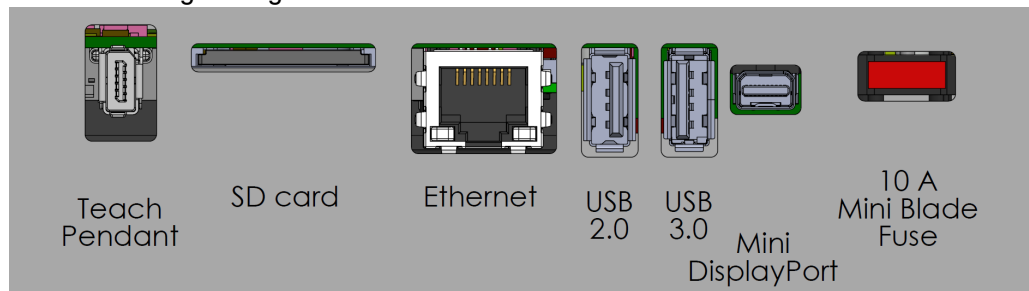 Teach
Pendant
SD card
Ethernet
USB
2.0
USB
3.0
Mini
DisplayPort
10 A
Mini Blade
Fuse